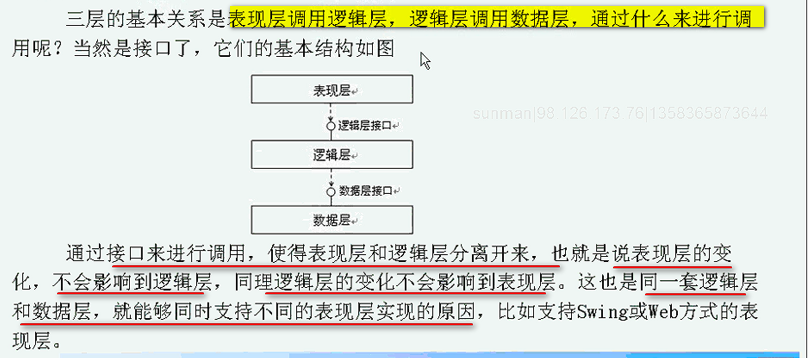 三层的基本关系是表现层调用逻辑层，逻辑层调用数据层，通过什么来进行调
用呢？当然是接口了，它们的基本结构如图
表现层
逻辑层接口
sunman|98 126 173 76|1358365873644
逻辑层
数据层接口
数据层
通过接口来进行调用，使得表现层和逻辑层分离开来，也就是说表现层的变
化，不会影响到逻辑层，同理逻辑层的变化不会影响到表现层。这也是同一套逻辑层
和数据层，就能够同时支持不同的表现层实现的原因，比如支持Swing或Web方式的表
现层。